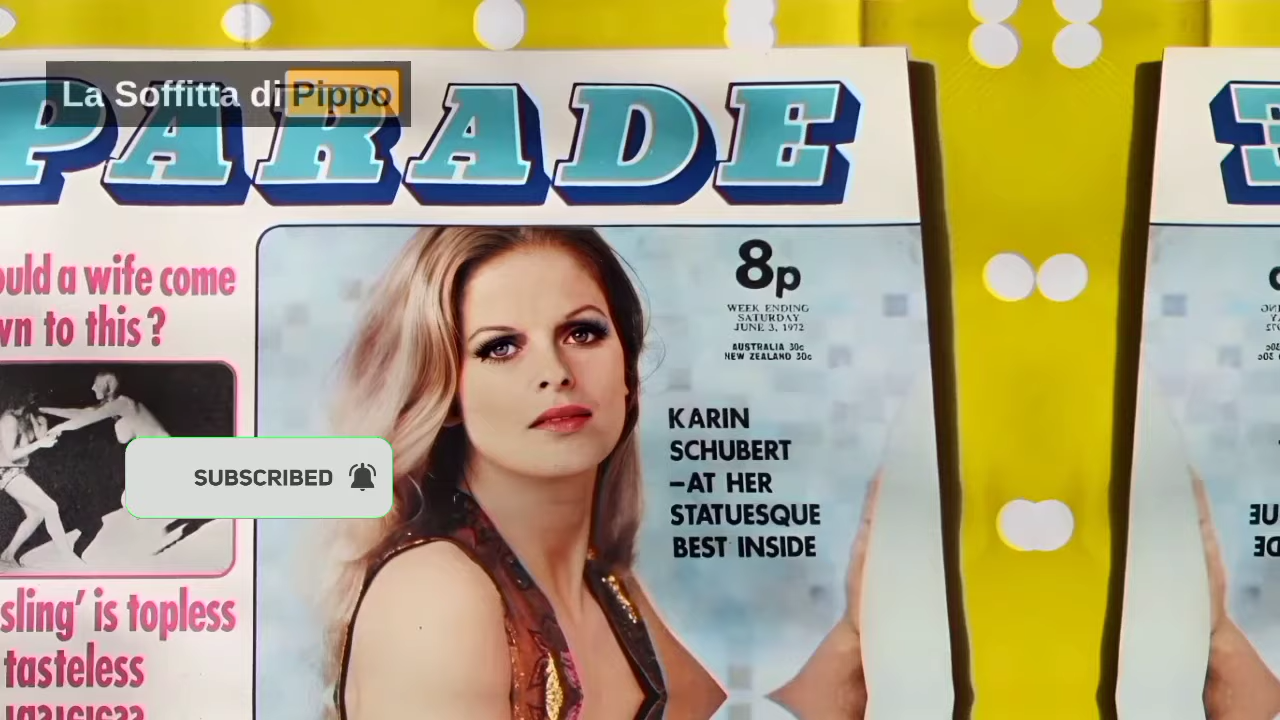 La Soffitta di Pippo
PARADE
ould a wife come
wn to this?
8p
WEEK ENDING
SATURDAY
JUNE 3, 1972
AUSTRALIA 30c
NEW ZEALAND 30c
KARIN
SCHUBERT
–AT HER
STATUESQUE
BEST INSIDE
SUBSCRIBED
sling' is topless
tasteless